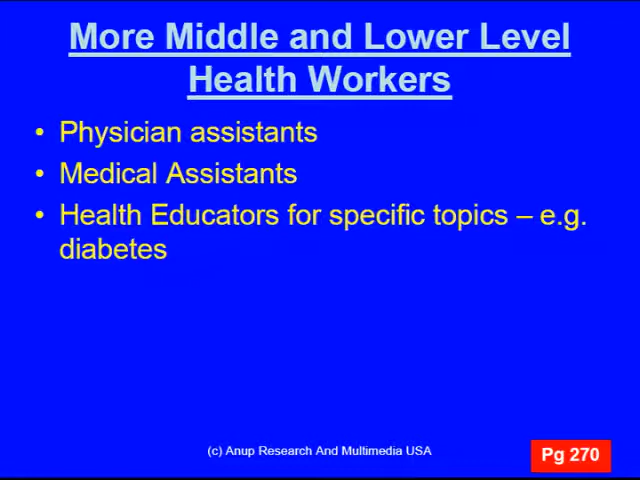 More Middle and Lower Level
Health Workers
• Physician assistants
• Medical Assistants
• Health Educators for specific topics – e.g.
diabetes
(c) Anup Research And Multimedia USA
Pg 270